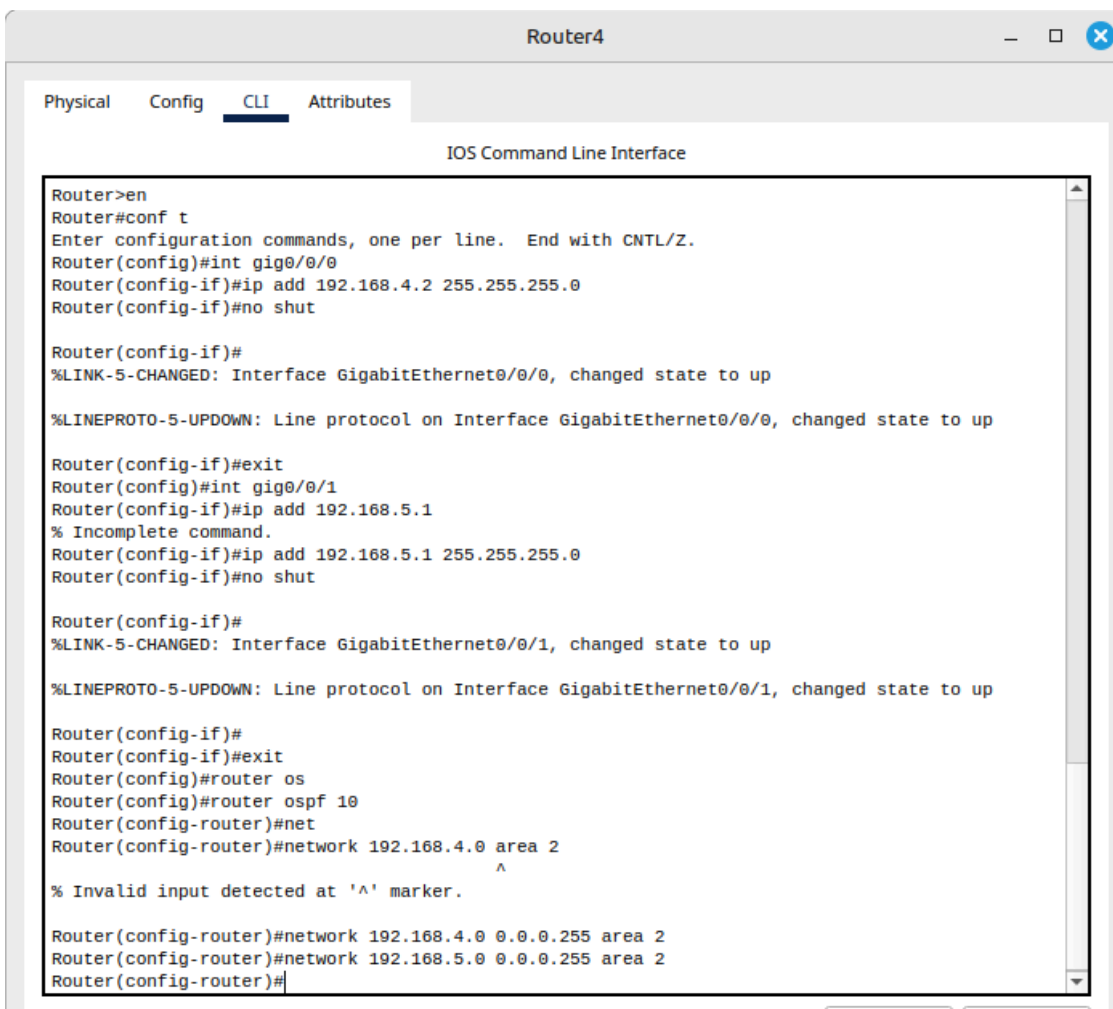 Router4
Physical Config CLI Attributes
IOS Command Line Interface
Router>en
Router#conf t
Enter configuration commands, one per line.  End with CNTL/Z.
Router(config)#int gig0/0/0
Router(config-if)#ip add 192.168.4.2 255.255.255.0
Router(config-if)#no shut
Router(config-if)#
%LINK-5-CHANGED: Interface GigabitEthernet0/0/0, changed state to up
%LINEPROTO-5-UPDOWN: Line protocol on Interface GigabitEthernet0/0/0, changed state to up
Router(config-if)#exit
Router(config)#int gig0/0/1
Router(config-if)#ip add 192.168.5.1
% Incomplete command.
Router(config-if)#ip add 192.168.5.1 255.255.255.0
Router(config-if)#no shut
Router(config-if)#
%LINK-5-CHANGED: Interface GigabitEthernet0/0/1, changed state to up
%LINEPROTO-5-UPDOWN: Line protocol on Interface GigabitEthernet0/0/1, changed state to up
Router(config-if)#
Router(config-if)#exit
Router(config)#router os
Router(config)#router ospf 10
Router(config-router)#net
Router(config-router)#network 192.168.4.0 area 2
^
% Invalid input detected at '^' marker.
Router(config-router)#network 192.168.4.0 0.0.0.255 area 2
Router(config-router)#network 192.168.5.0 0.0.0.255 area 2
Router(config-router)#